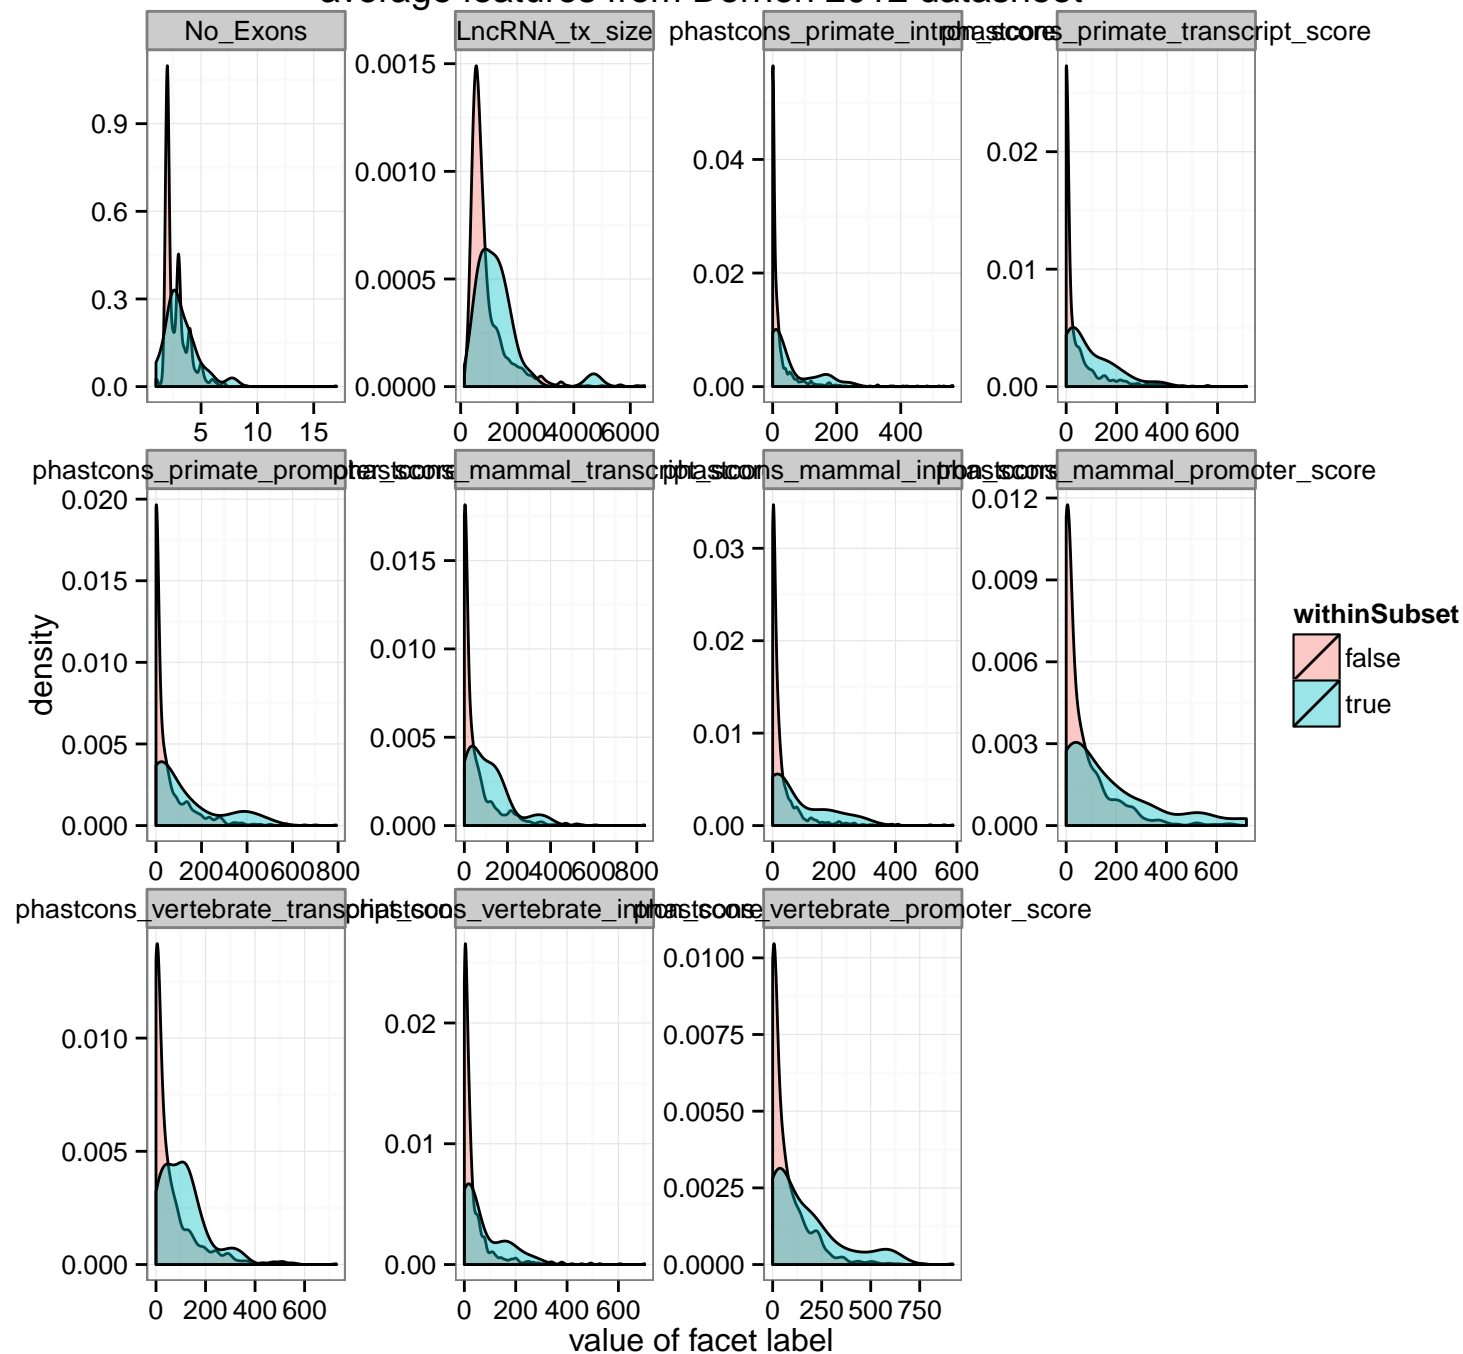 average features from Derrien 2012 datasheet
No_Exons
LncRNA_tx_size
phastcons_primate_intron_score
phastcons_primate_transcript_score
0.9
0.6
0.3
0.0
0.0015
0.0010
0.0005
0.0000
0.04
0.02
0.00
0.02
0.01
0.00
5 10 15
0 2000 4000 6000
0 200 400
0 200 400 600
phastcons_primate_promoter_score
phastcons_mammal_transcript_score
phastcons_mammal_intron_score
phastcons_mammal_promoter_score
0.020
0.015
0.010
0.005
0.000
0.015
0.010
0.005
0.000
0.03
0.02
0.01
0.00
0.012
0.009
0.006
0.003
0.000
0 200 400 600 800
0 200 400 600 800
0 200 400 600
0 200 400 600
phastcons_vertebrate_transcript_score
phastcons_vertebrate_intron_score
phastcons_vertebrate_promoter_score
0.010
0.005
0.000
0.02
0.01
0.00
0.0100
0.0075
0.0050
0.0025
0.0000
0 200 400 600
0 200 400 600
0 250 500 750
density
value of facet label
withinSubset
false
true